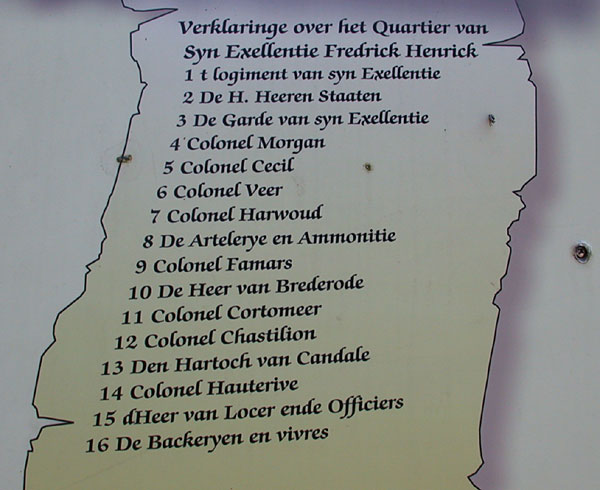 Verklaringe over het Quartier van
Syn Exellentie Fredrick Henrick
1 t logiment van syn Exellentie
2 De H. Heeren Staaten
3 De Garde van syn Exellentie
4 Colonel Morgan
5 Colonel Cecil
6 Colonel Veer
7 Colonel Harwoud
8 De Artelerye en Ammonitie
9 Colonel Famars
10 De Heer van Brederode
11 Colonel Cortomeer
12 Colonel Chastilion
13 Den Hartoch van Candale
14 Colonel Hauterive
15 dHeer van Locer ende Officiers
16 De Backeryen en vivres